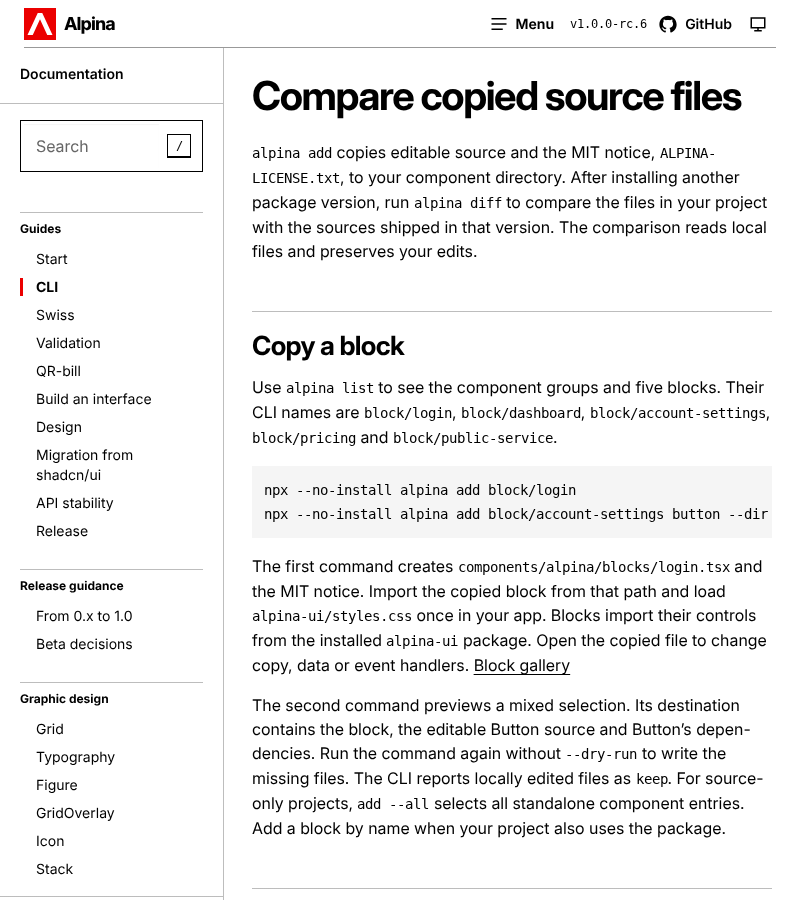 Alpina
Menu
v1.0.0-rc.6
GitHub
Documentation
Search
/
Guides
Start
CLI
Swiss
Validation
QR-bill
Build an interface
Design
Migration from
shadcn/ui
API stability
Release
Release guidance
From 0.x to 1.0
Beta decisions
Graphic design
Grid
Typography
Figure
GridOverlay
Icon
Stack
Compare copied source files
alpina add copies editable source and the MIT notice, ALPINA-
LICENSE.txt, to your component directory. After installing another
package version, run alpina diff to compare the files in your project
with the sources shipped in that version. The comparison reads local
files and preserves your edits.
Copy a block
Use alpina list to see the component groups and five blocks. Their
CLI names are block/login, block/dashboard, block/account-settings,
block/pricing and block/public-service.
npx --no-install alpina add block/login
npx --no-install alpina add block/account-settings button --dir
The first command creates components/alpina/blocks/login.tsx and
the MIT notice. Import the copied block from that path and load
alpina-ui/styles.css once in your app. Blocks import their controls
from the installed alpina-ui package. Open the copied file to change
copy, data or event handlers. Block gallery
The second command previews a mixed selection. Its destination
contains the block, the editable Button source and Button’s depen-
dencies. Run the command again without --dry-run to write the
missing files. The CLI reports locally edited files as keep. For source-
only projects, add --all selects all standalone component entries.
Add a block by name when your project also uses the package.